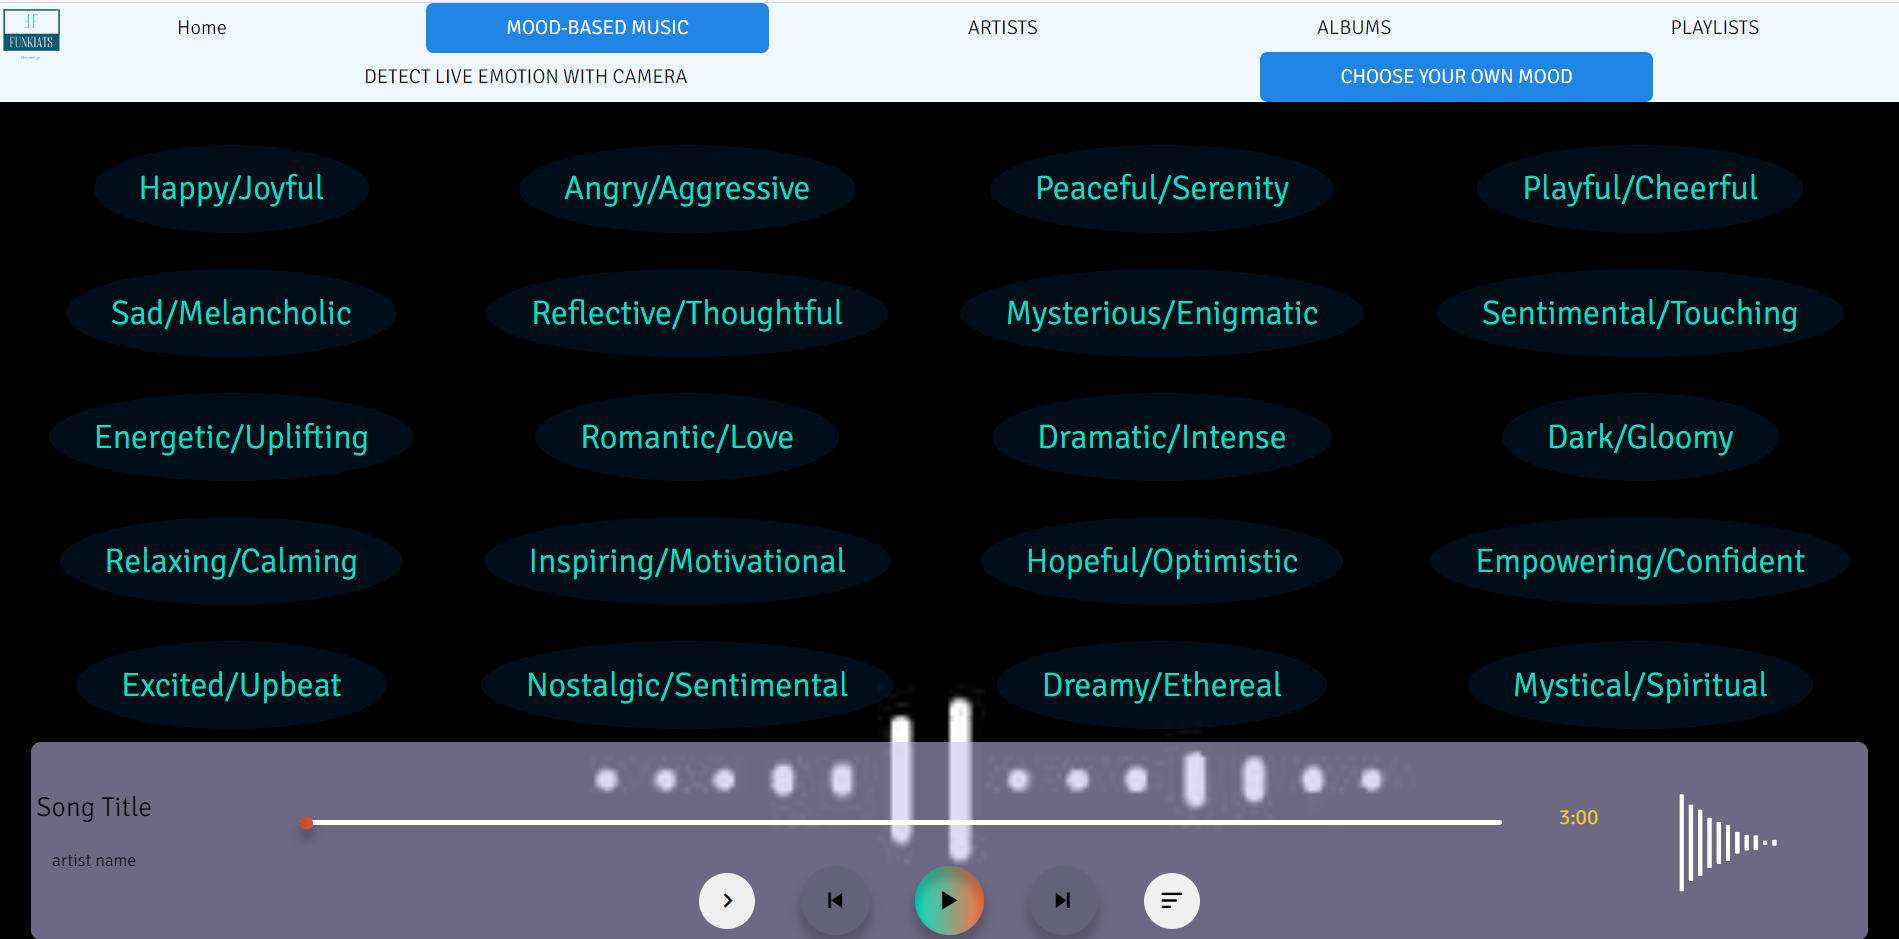 FUNKIATS
Home MOOD-BASED MUSIC ARTISTS ALBUMS PLAYLISTS
DETECT LIVE EMOTION WITH CAMERA CHOOSE YOUR OWN MOOD
Happy/Joyful Angry/Aggressive Peaceful/Serenity Playful/Cheerful
Sad/Melancholic Reflective/Thoughtful Mysterious/Enigmatic Sentimental/Touching
Energetic/Uplifting Romantic/Love Dramatic/Intense Dark/Gloomy
Relaxing/Calming Inspiring/Motivational Hopeful/Optimistic Empowering/Confident
Excited/Upbeat Nostalgic/Sentimental Dreamy/Ethereal Mystical/Spiritual
Song Title
3:00
artist name